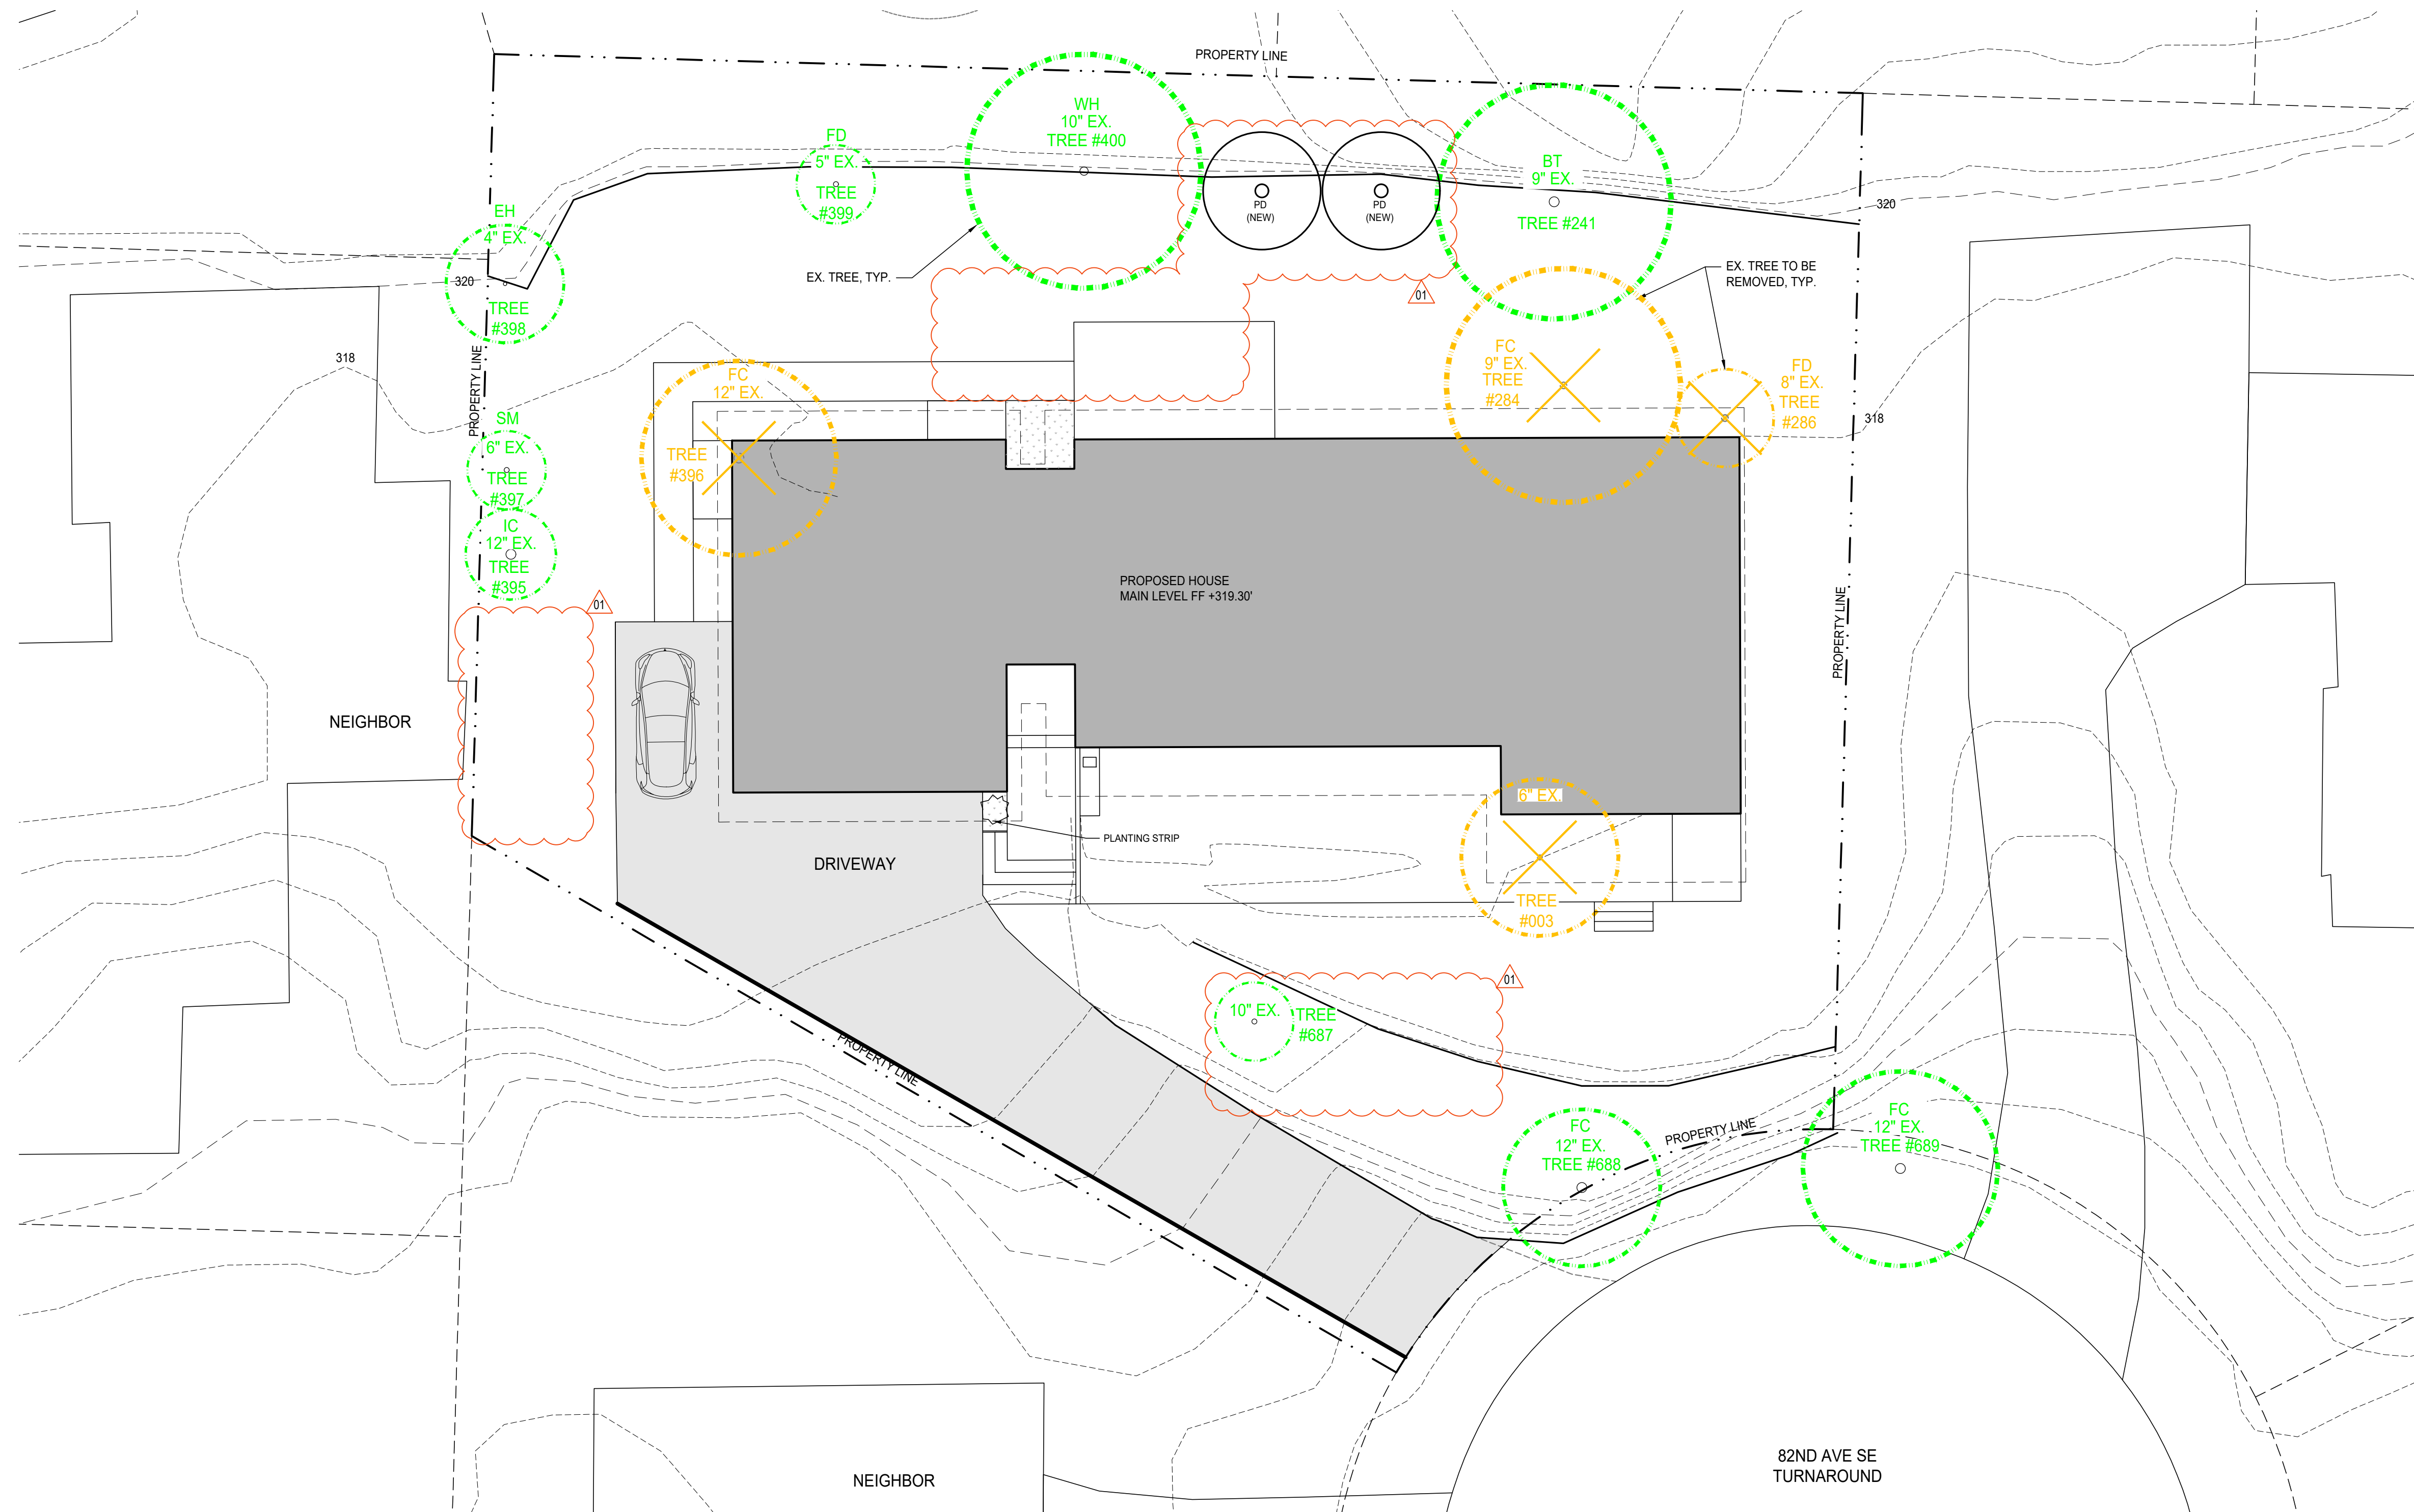 PROPERTY LINE
WH
10" EX.
TREE #400
FD
5" EX.
TREE
#399
BT
9" EX.
TREE #241
PD
(NEW)
PD
(NEW)
EH
4" EX.
TREE
#398
320
320
EX. TREE, TYP.
EX. TREE TO BE
REMOVED, TYP.
01
318
PROPERTY LINE
FC
12" EX.
TREE
#396
FC
9" EX.
TREE
#284
FD
8" EX.
TREE
#286
318
SM
6" EX.
TREE
#397
IC
12" EX.
TREE
#395
01
PROPOSED HOUSE
MAIN LEVEL FF +319.30'
PROPERTY LINE
NEIGHBOR
6" EX.
TREE
#003
PLANTING STRIP
DRIVEWAY
01
10" EX.
TREE
#687
PROPERTY LINE
FC
12" EX.
TREE #688
PROPERTY LINE
FC
12" EX.
TREE #689
NEIGHBOR
82ND AVE SE
TURNAROUND